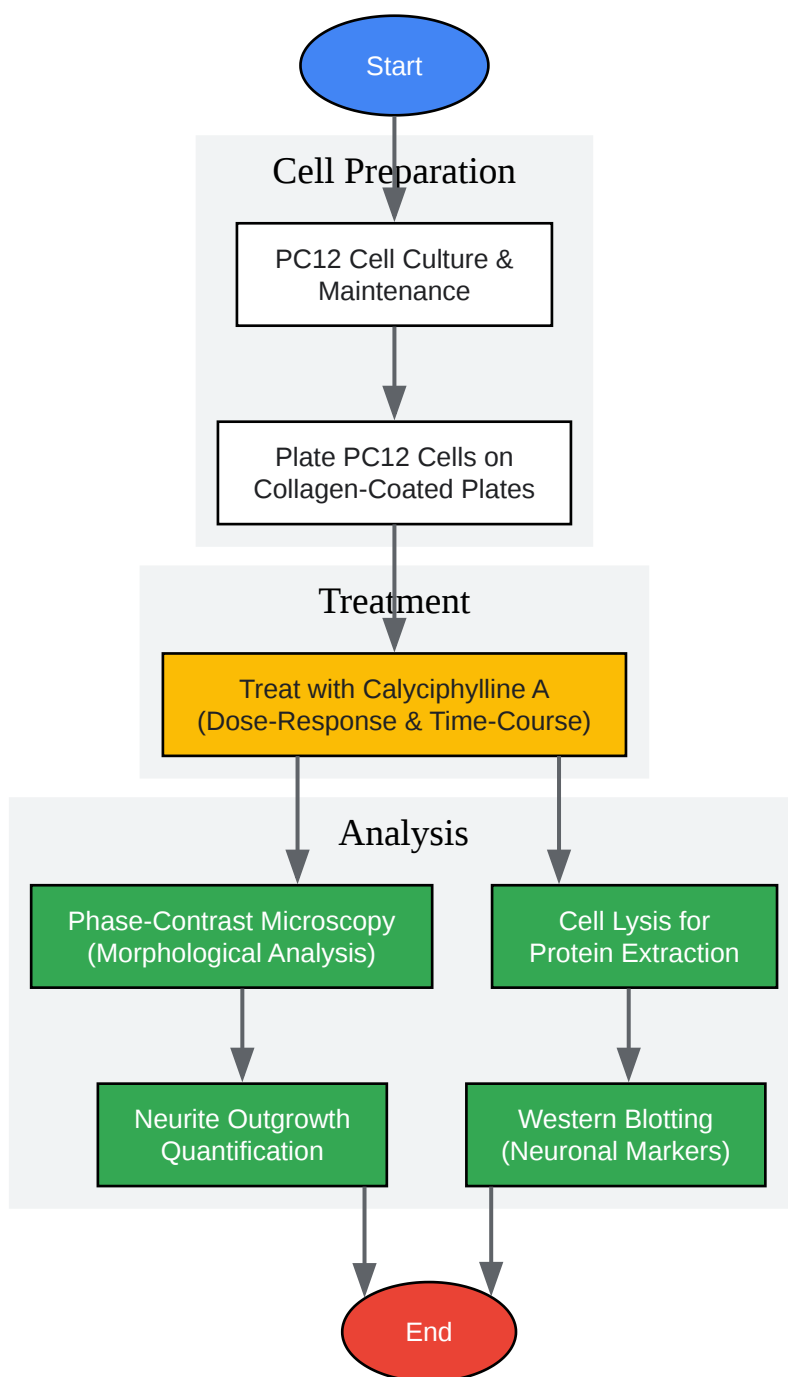 Start
Cell Preparation
PC12 Cell Culture &
Maintenance
Plate PC12 Cells on
Collagen-Coated Plates
Treatment
Treat with Calyciphylline A
(Dose-Response & Time-Course)
Analysis
Phase-Contrast Microscopy
(Morphological Analysis)
Cell Lysis for
Protein Extraction
Neurite Outgrowth
Quantification
Western Blotting
(Neuronal Markers)
End